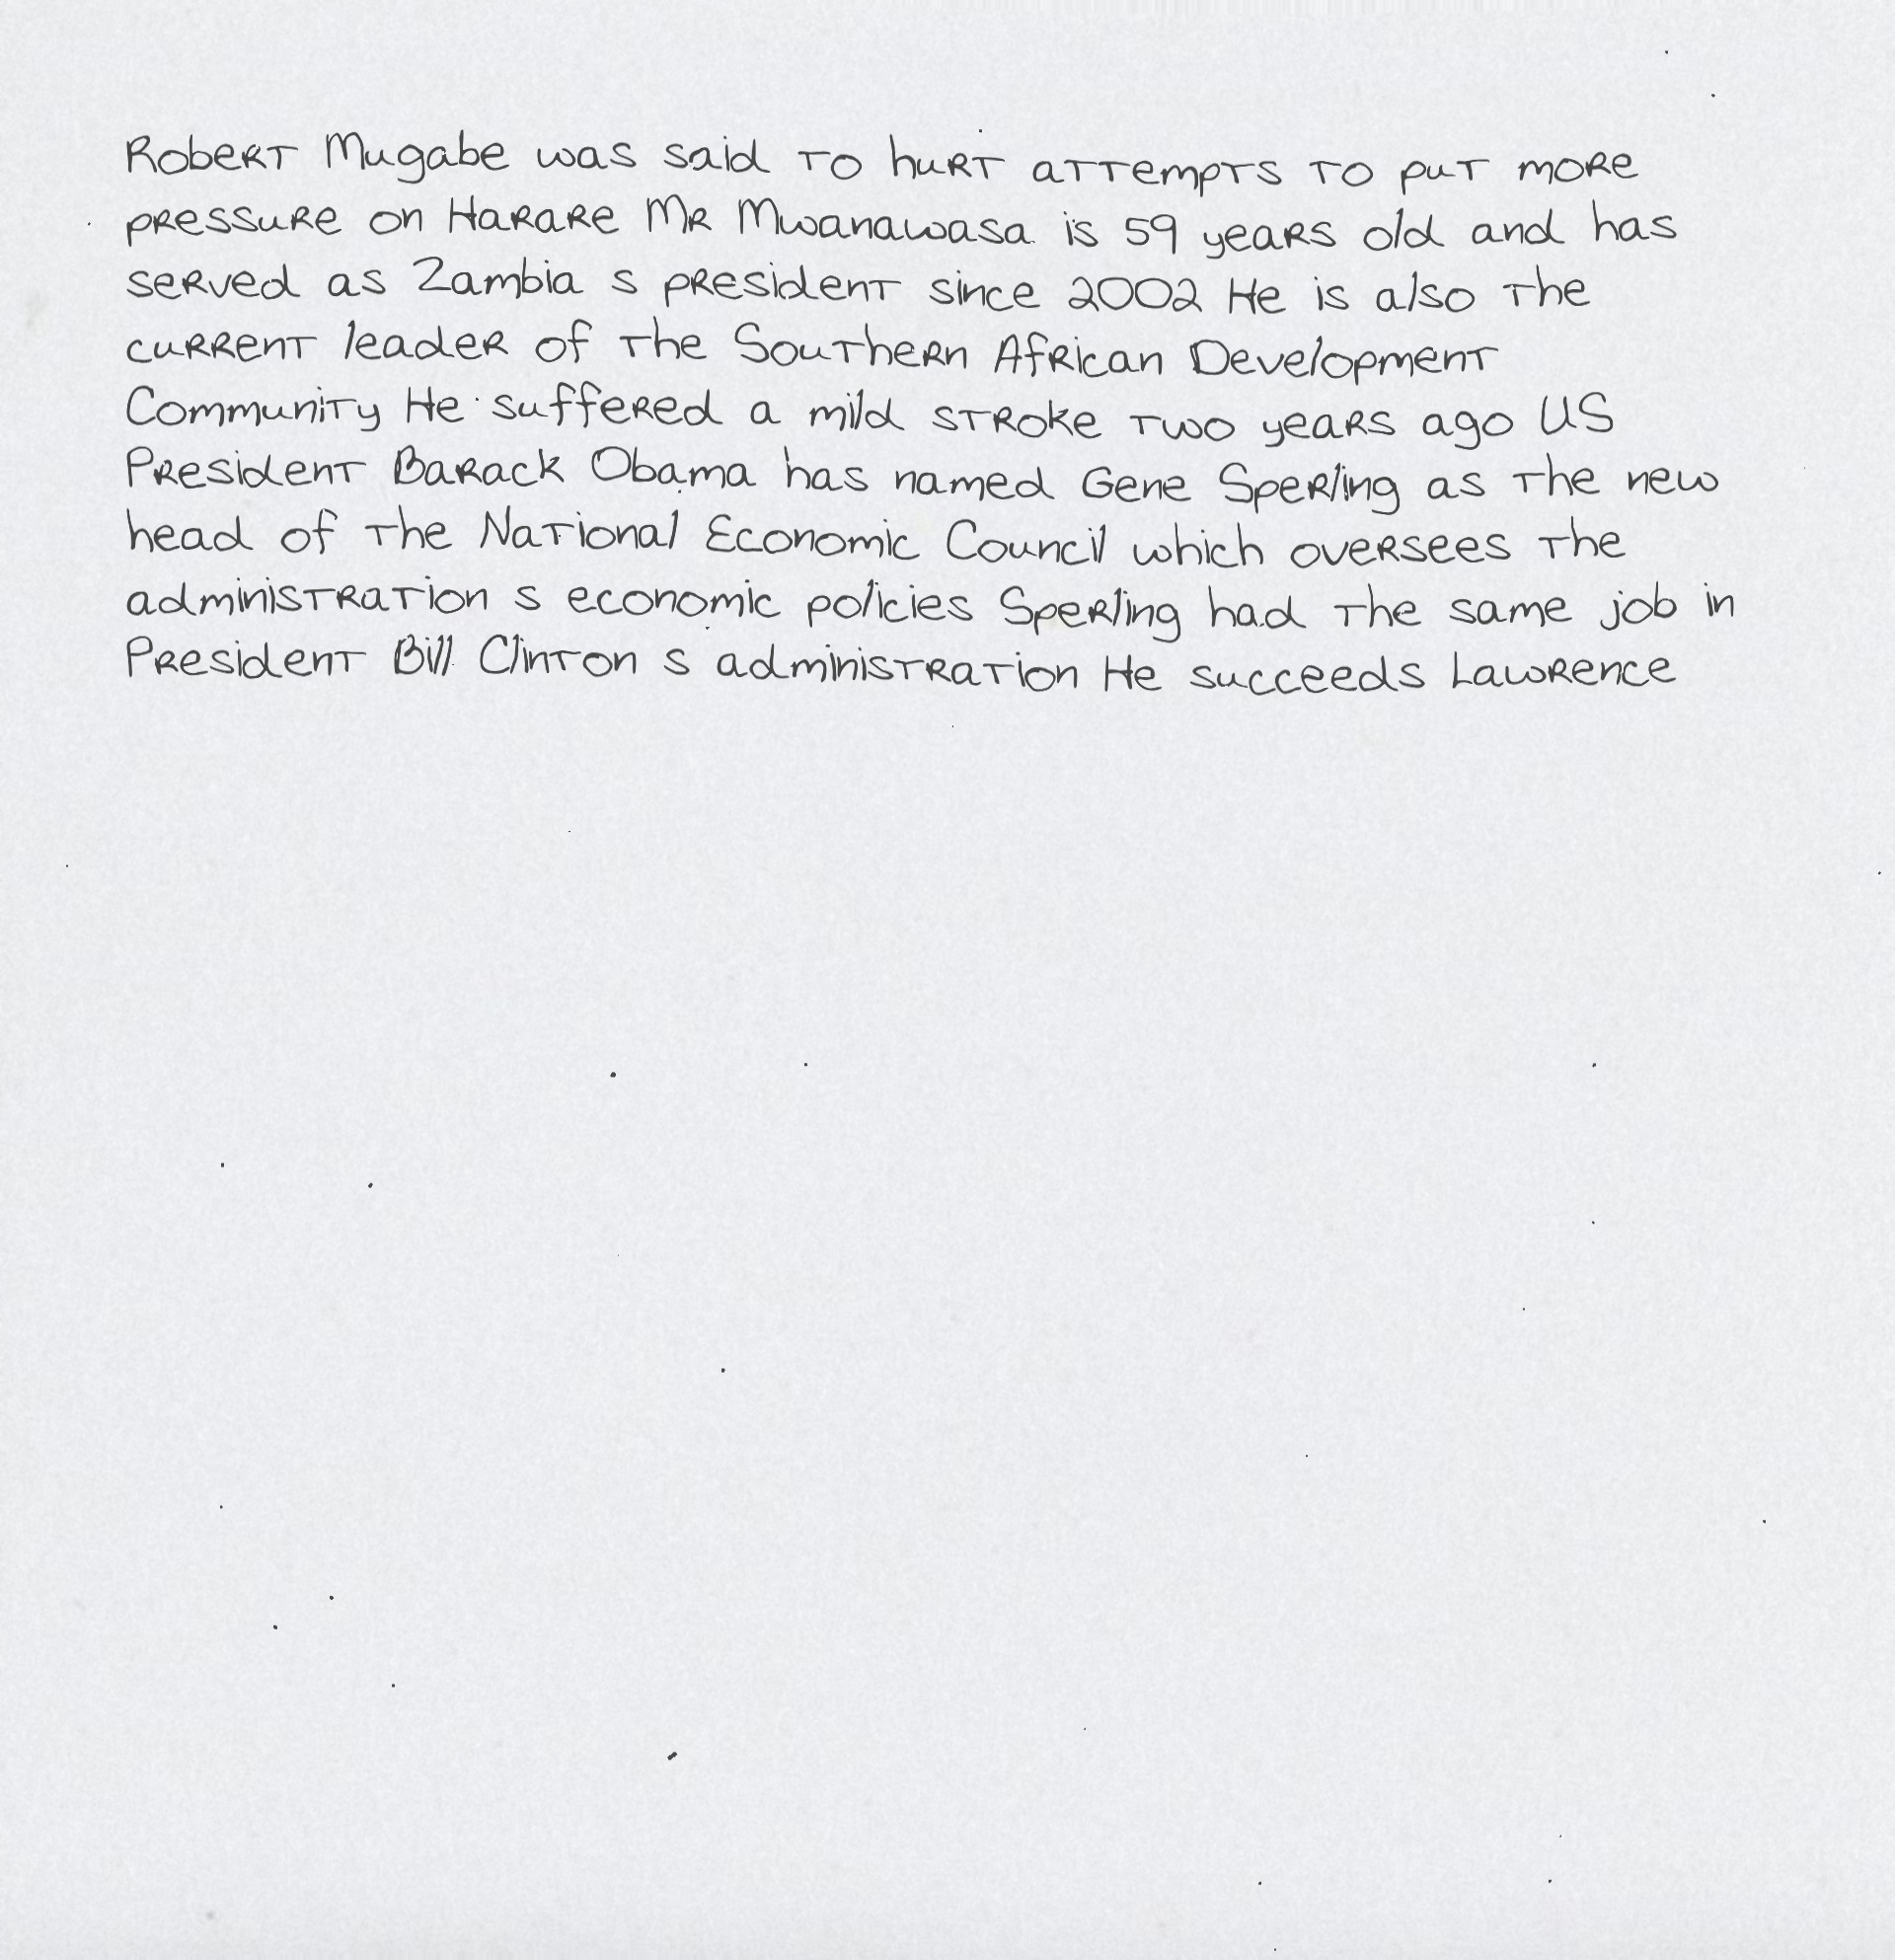 Robert Mugabe was said to hurt attempts to put more
pressure on Harare Mr Mwanawasa is 59 years old and has
served as Zambia s president since 2002 He is also the
current leader of the Southern African Development
Community He suffered a mild stroke two years ago US
President Barack Obama has named Gene Sperling as the new
head of the National Economic Council which oversees the
administration s economic policies Sperling had the same job in
President Bill Clinton s administration He succeeds Lawrence